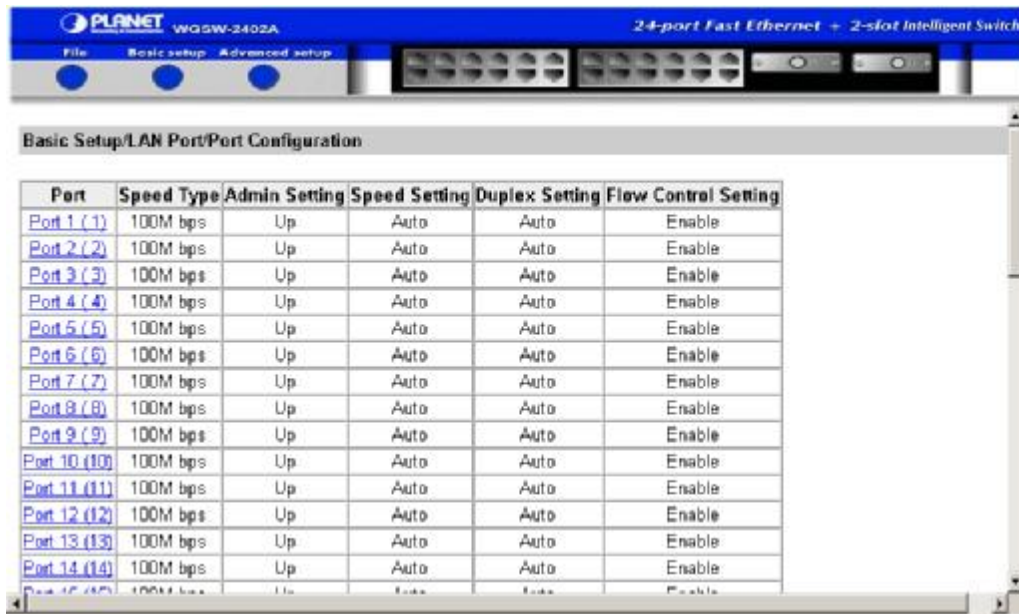 PLANET WGSW-2402A
24-port Fast Ethernet + 2-slot Intelligent Switch
File Basic setup Advanced setup
Basic Setup/LAN Port/Port Configuration
Port Speed Type Admin Setting Speed Setting Duplex Setting Flow Control Setting
Port 1 ( 1) 100M bps Up Auto Auto Enable
Port 2 ( 2) 100M bps Up Auto Auto Enable
Port 3 ( 3) 100M bps Up Auto Auto Enable
Port 4 ( 4) 100M bps Up Auto Auto Enable
Port 5 ( 5) 100M bps Up Auto Auto Enable
Port 6 ( 6) 100M bps Up Auto Auto Enable
Port 7 ( 7) 100M bps Up Auto Auto Enable
Port 8 ( 8) 100M bps Up Auto Auto Enable
Port 9 ( 9) 100M bps Up Auto Auto Enable
Port 10 (10) 100M bps Up Auto Auto Enable
Port 11 (11) 100M bps Up Auto Auto Enable
Port 12 (12) 100M bps Up Auto Auto Enable
Port 13 (13) 100M bps Up Auto Auto Enable
Port 14 (14) 100M bps Up Auto Auto Enable